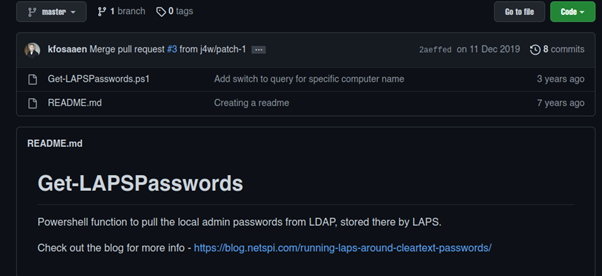 master
1 branch
0 tags
Go to file
Code
kfosaaen Merge pull request #3 from j4w/patch-1 ... 2aeffed on 11 Dec 2019 8 commits
Get-LAPSPasswords.ps1 Add switch to query for specific computer name 3 years ago
README.md Creating a readme 7 years ago
README.md
Get-LAPSPasswords
Powershell function to pull the local admin passwords from LDAP, stored there by LAPS.
Check out the blog for more info - https://blog.netspi.com/running-laps-around-cleartext-passwords/